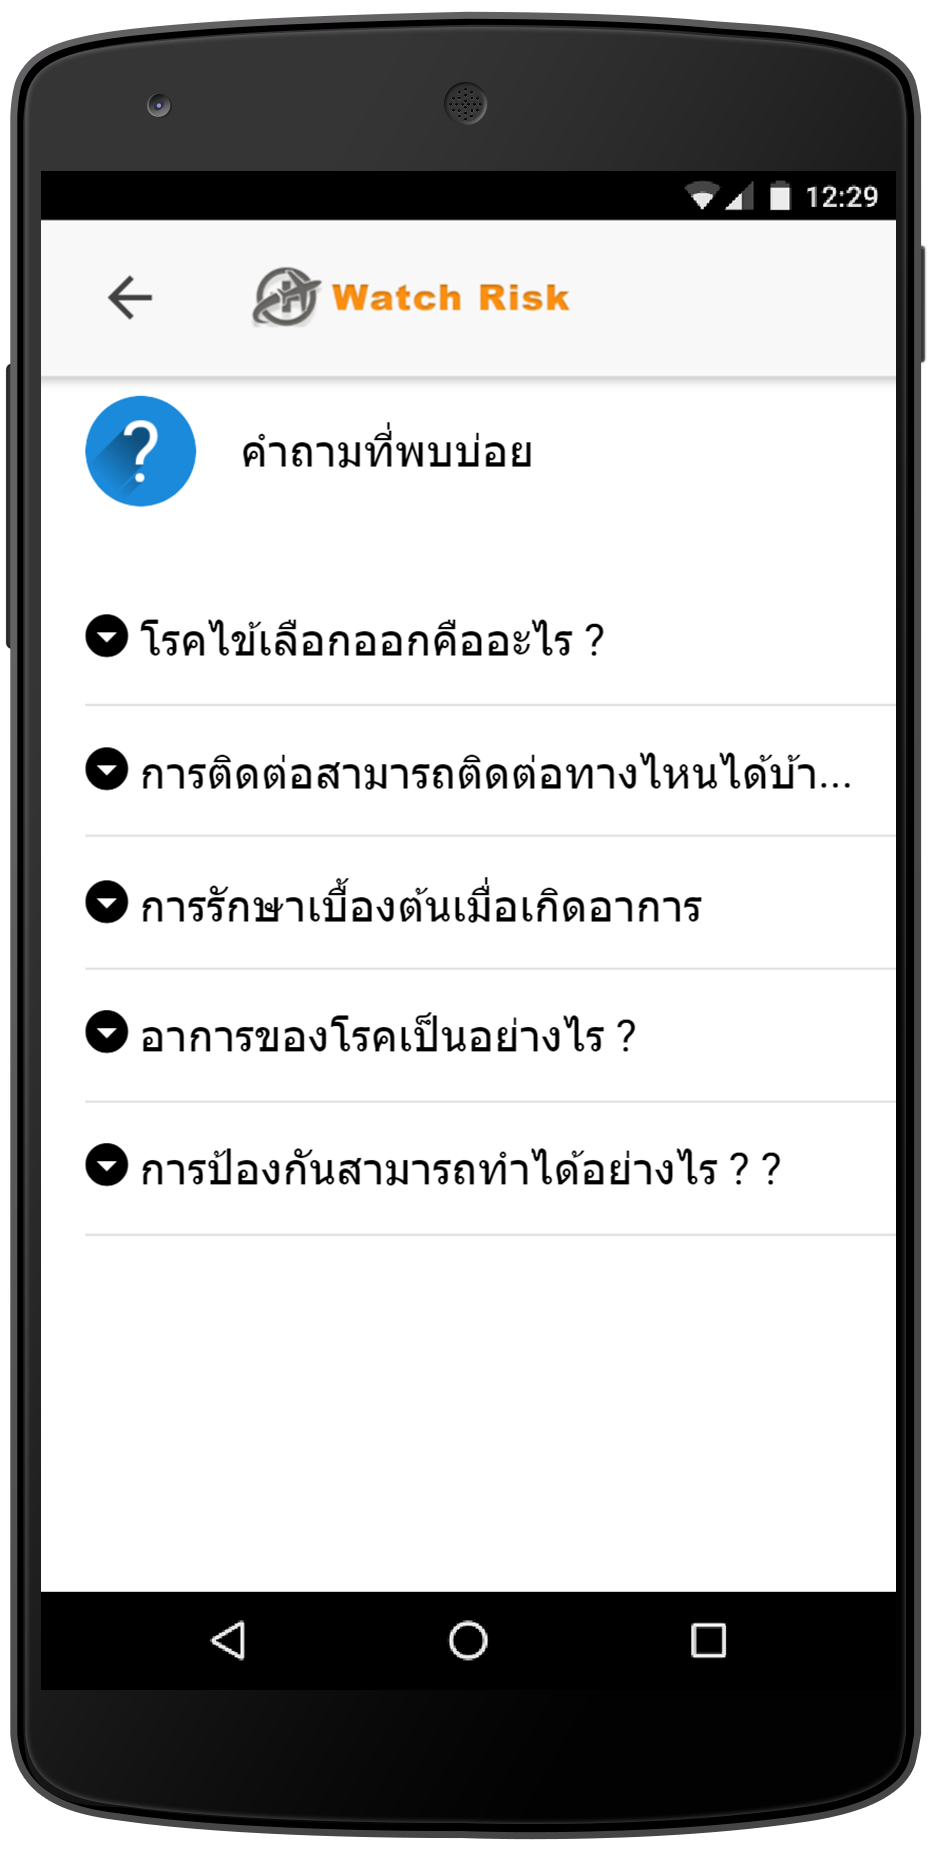 12:29
Watch Risk
คำถามที่พบบ่อย
โรคไข้เลือกออกคืออะไร ?
การติดต่อสามารถติดต่อทางไหนได้บ้า...
การรักษาเบื้องต้นเมื่อเกิดอาการ
อาการของโรคเป็นอย่างไร ?
การป้องกันสามารถทำได้อย่างไร ? ?